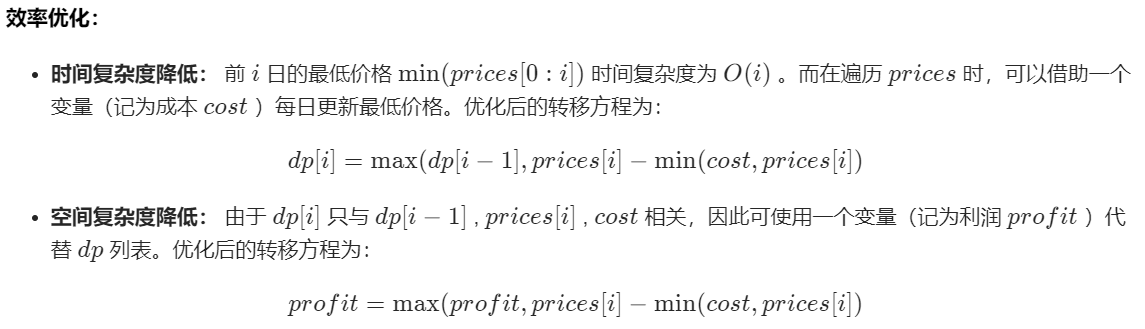 效率优化：
• 时间复杂度降低： 前 i 日的最低价格 min(prices[0 : i]) 时间复杂度为 O(i) 。而在遍历 prices 时，可以借助一个
变量（记为成本 cost ）每日更新最低价格。优化后的转移方程为：
dp[i] = max(dp[i − 1], prices[i] − min(cost, prices[i])
• 空间复杂度降低： 由于 dp[i] 只与 dp[i − 1] , prices[i] , cost 相关，因此可使用一个变量（记为利润 profit ）代
替 dp 列表。优化后的转移方程为：
profit = max(profit, prices[i] − min(cost, prices[i])